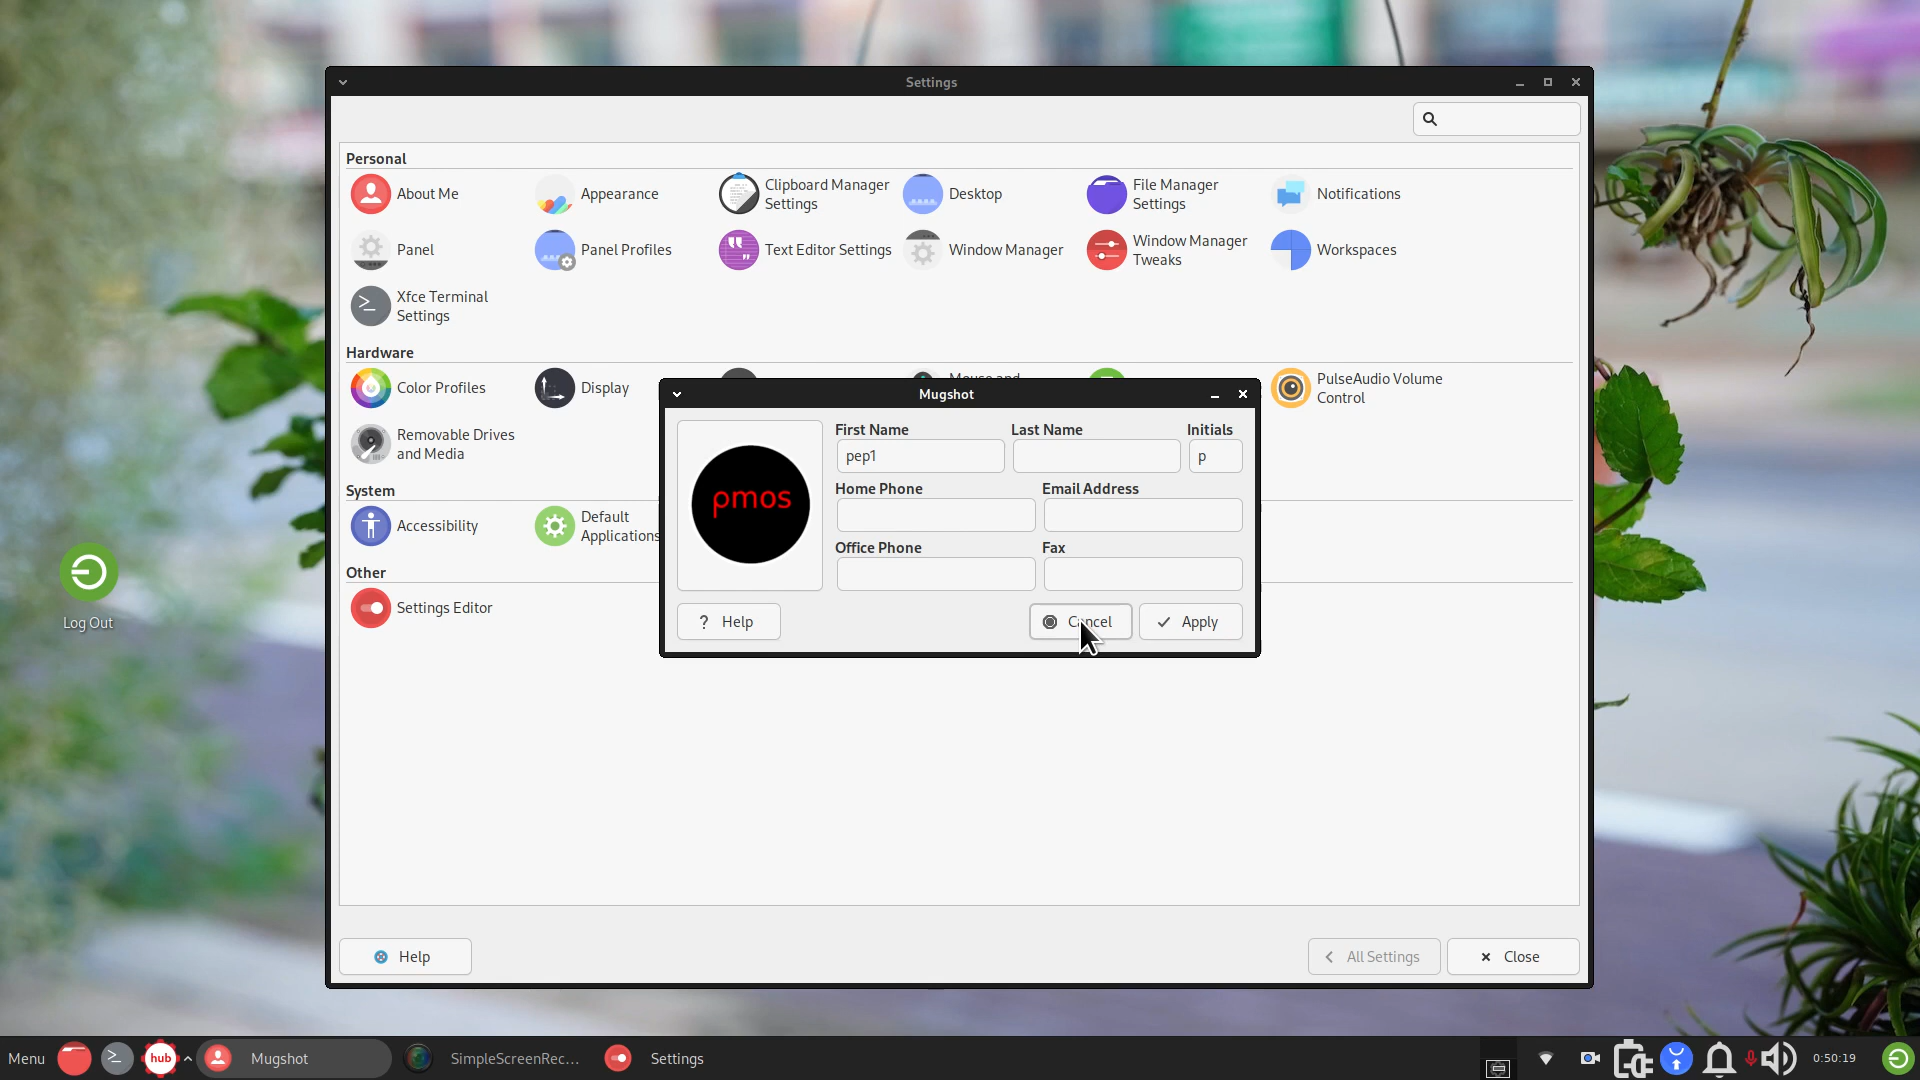 Settings
Personal
About Me
Appearance
Clipboard Manager
Settings
Desktop
File Manager
Settings
Notifications
Panel
Panel Profiles
Text Editor Settings
Window Manager
Window Manager
Tweaks
Workspaces
Xfce Terminal
Settings
Hardware
Color Profiles
Display
Mouse and
PulseAudio Volume
Control
Removable Drives
and Media
System
Accessibility
Default
Applications
Other
Settings Editor
Mugshot
First Name
Last Name
Initials
pep1
p
Home Phone
Email Address
Office Phone
Fax
pmos
? Help
Cancel
Apply
Log Out
Help
All Settings
Close
Menu
hub
Mugshot
SimpleScreenRec...
Settings
0:50:19